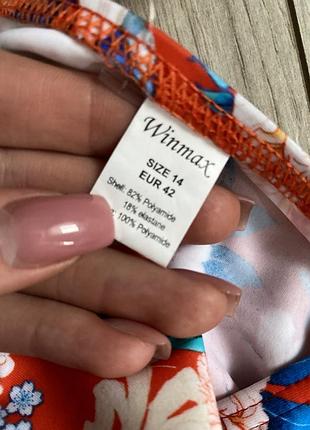 Winmax
SIZE 14
EUR 42
Shell: 82% Polyamide
18% elastane
100% Polyamide